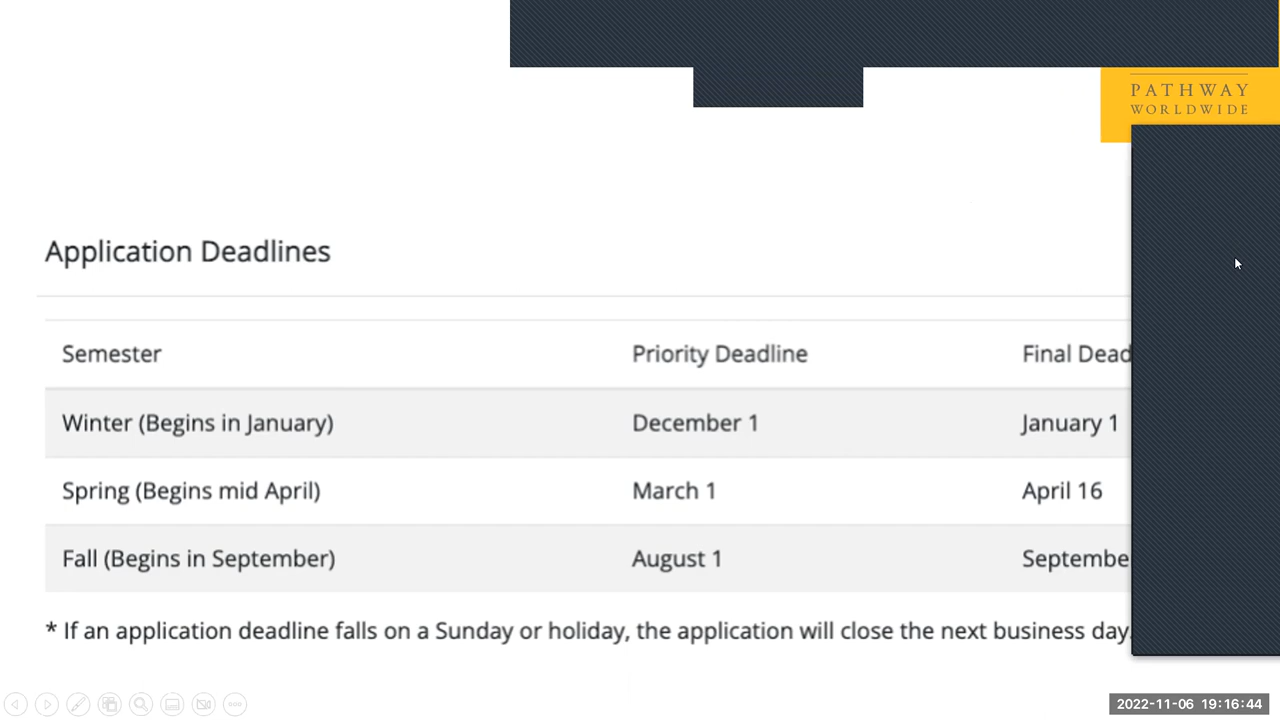 PATHWAY
WORLDWIDE
Application Deadlines
Semester Priority Deadline Final
Winter (Begins in January) December 1 January 1
Spring (Begins mid April) March 1 April 16
Fall (Begins in September) August 1
* If an application deadline falls on a Sunday or holiday, the application will close the next business day.
2022-11-06 19:16:44